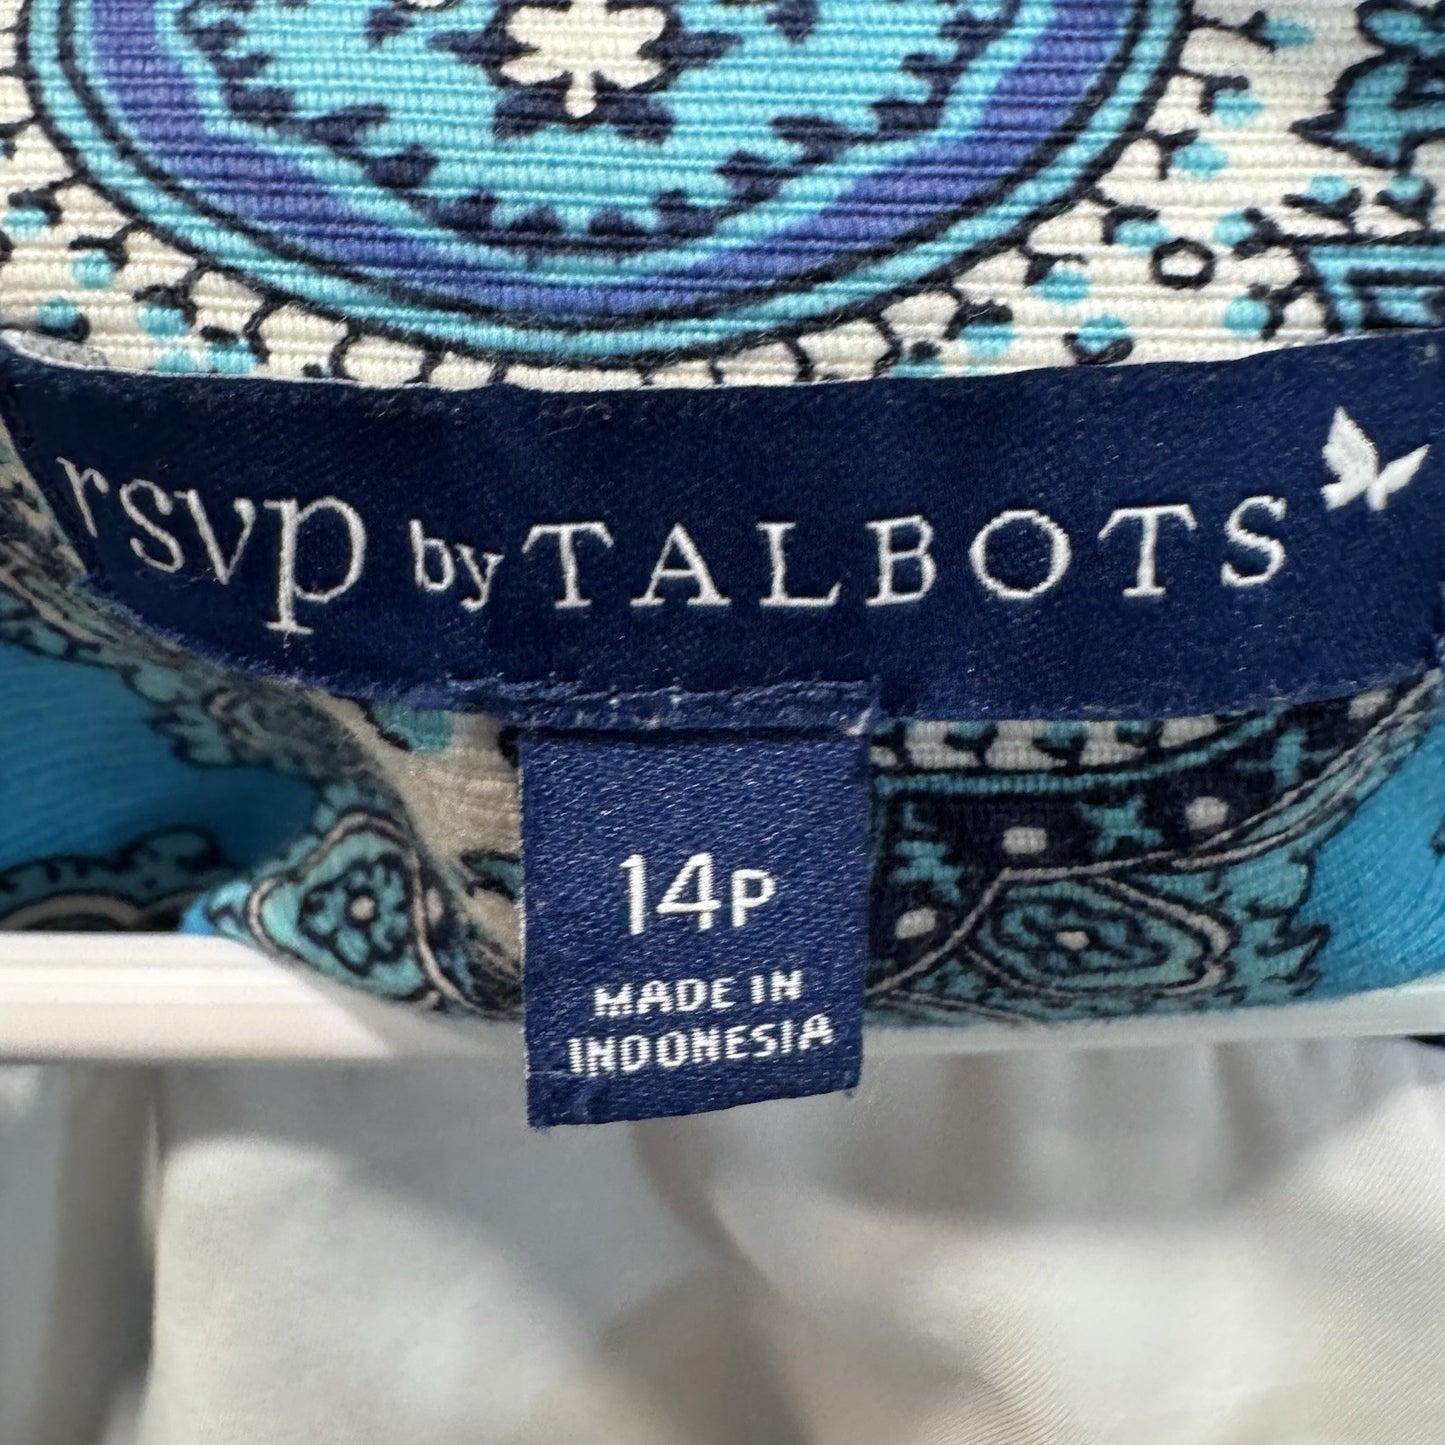 rsvp by TALBOTS
14P
MADE IN
INDONESIA